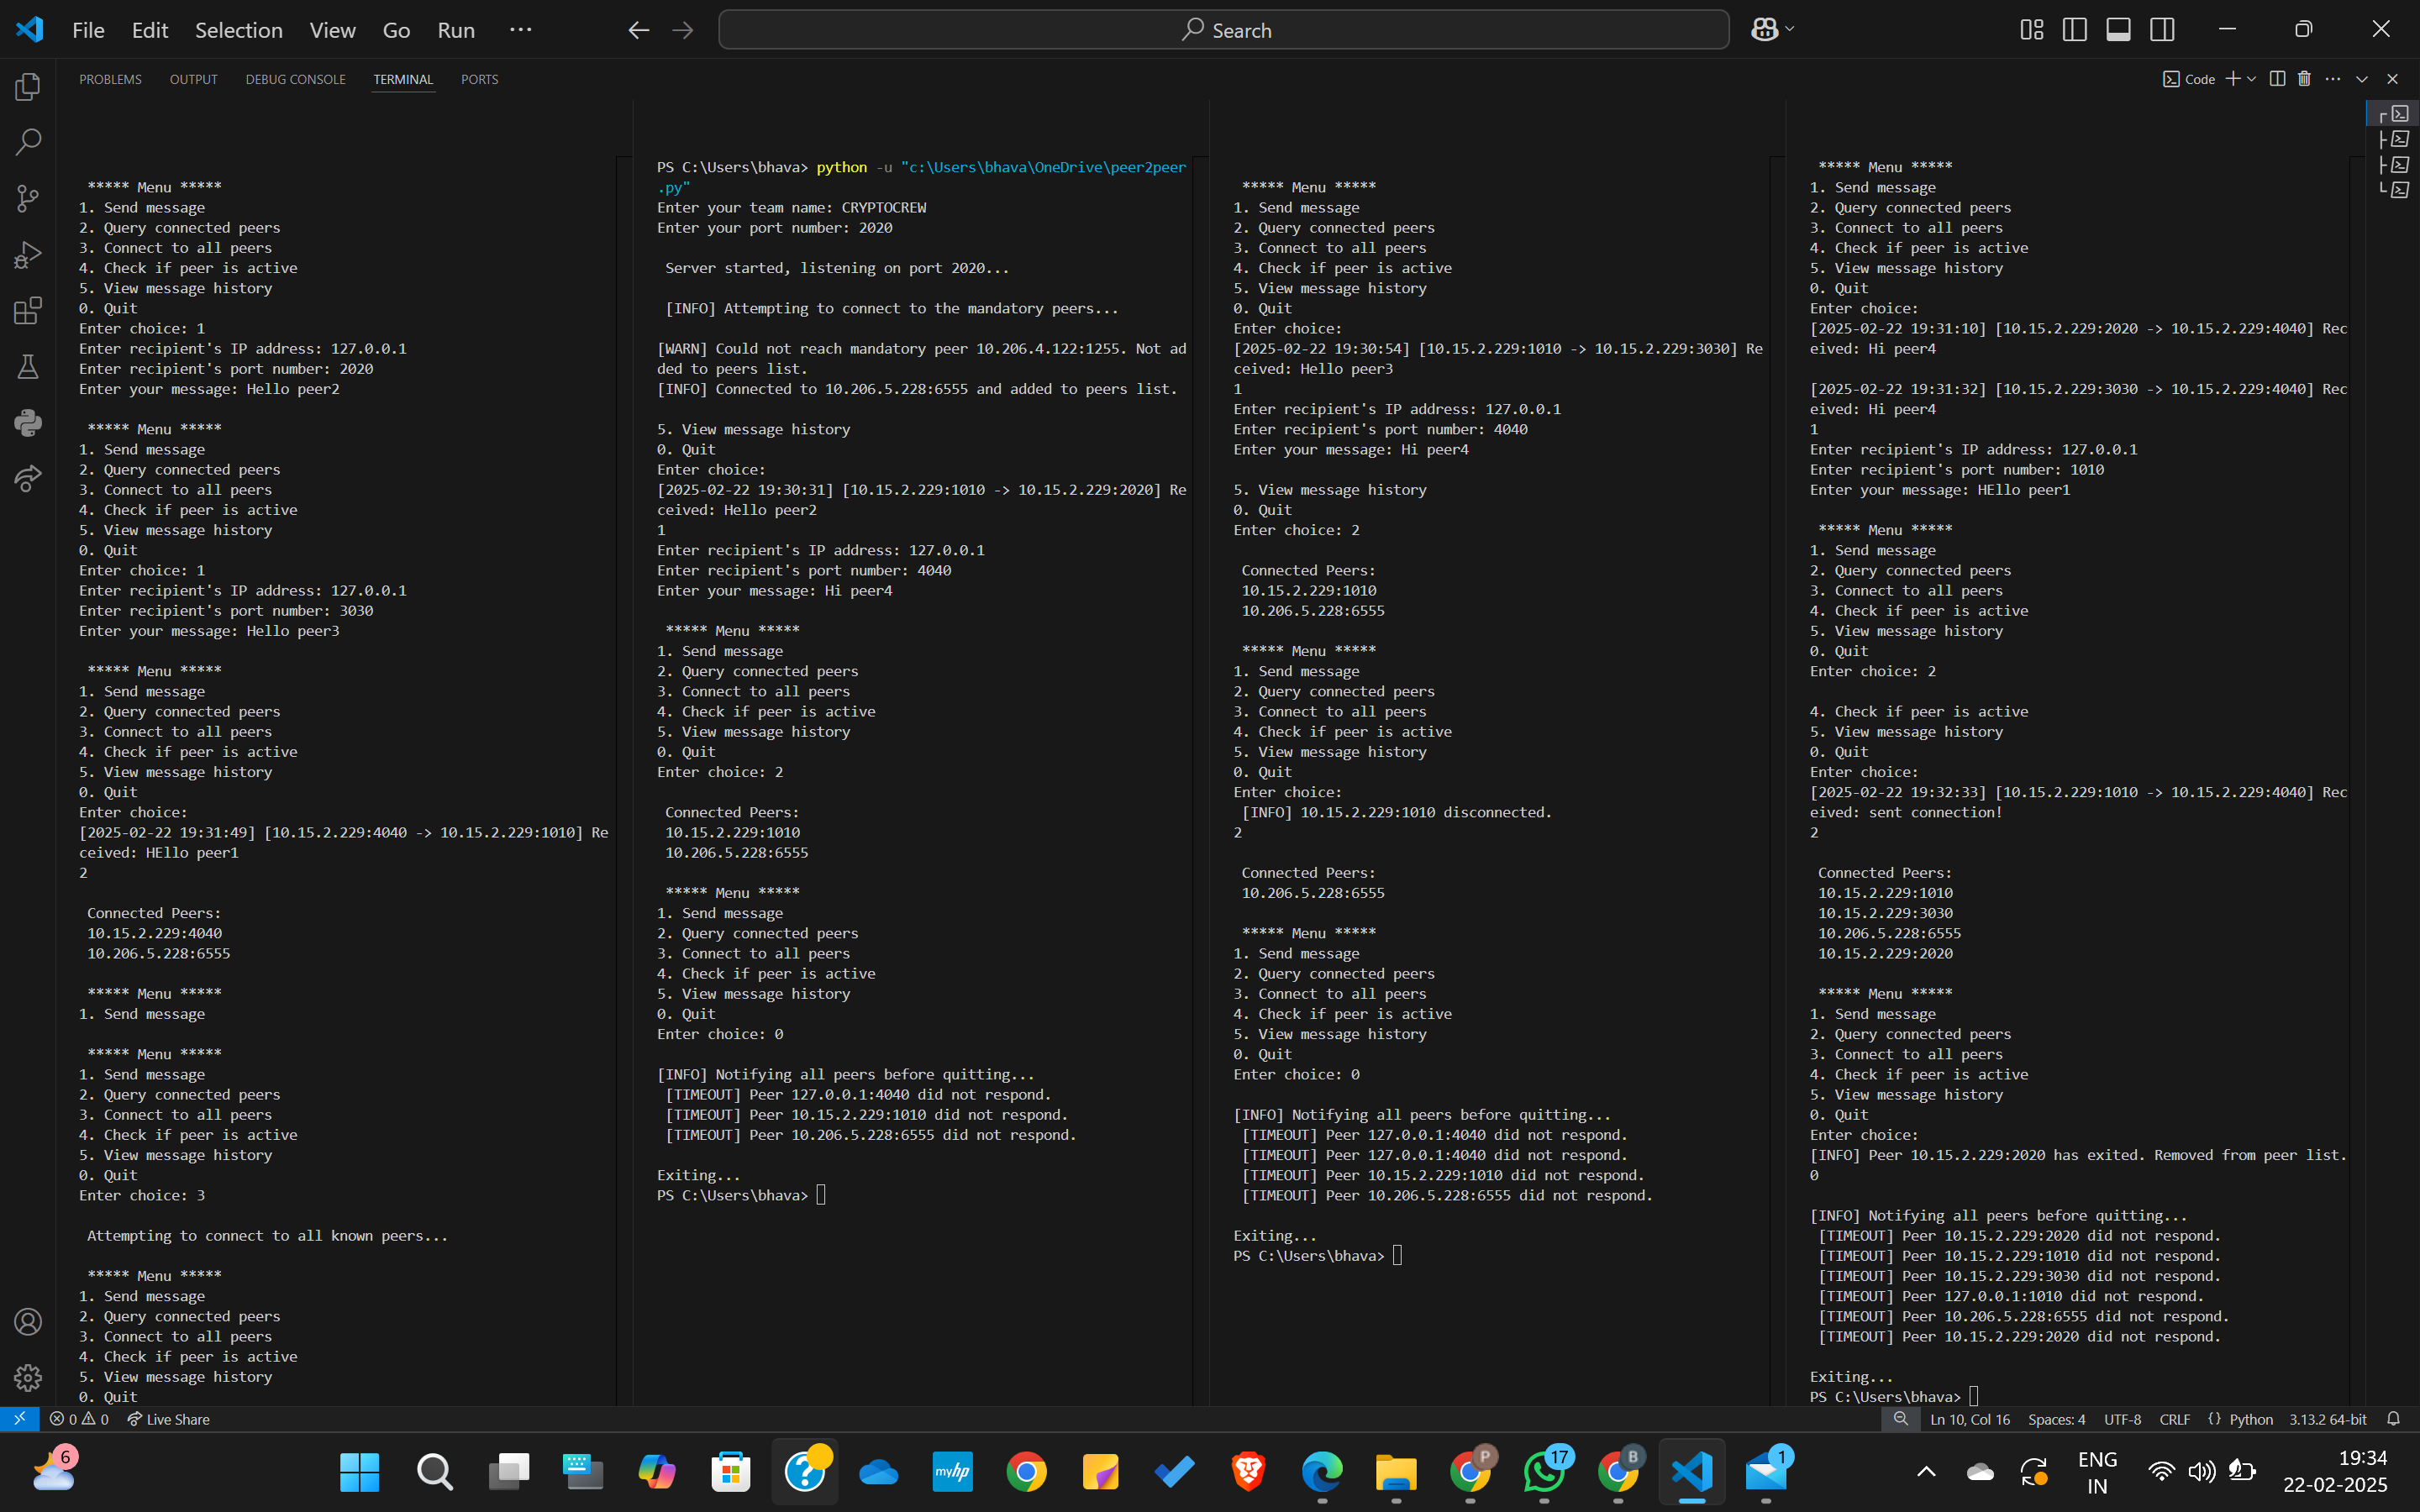 File Edit Selection View Go Run ···
Search
PROBLEMS OUTPUT DEBUG CONSOLE TERMINAL PORTS
Code
***** Menu *****
1. Send message
2. Query connected peers
3. Connect to all peers
4. Check if peer is active
5. View message history
0. Quit
Enter choice: 1
Enter recipient's IP address: 127.0.0.1
Enter recipient's port number: 2020
Enter your message: Hello peer2
***** Menu *****
1. Send message
2. Query connected peers
3. Connect to all peers
4. Check if peer is active
5. View message history
0. Quit
Enter choice: 1
Enter recipient's IP address: 127.0.0.1
Enter recipient's port number: 3030
Enter your message: Hello peer3
***** Menu *****
1. Send message
2. Query connected peers
3. Connect to all peers
4. Check if peer is active
5. View message history
0. Quit
Enter choice:
[2025-02-22 19:31:49] [10.15.2.229:4040 -> 10.15.2.229:1010] Re
ceived: HEllo peer1
2
Connected Peers:
10.15.2.229:4040
10.206.5.228:6555
***** Menu *****
1. Send message
***** Menu *****
1. Send message
2. Query connected peers
3. Connect to all peers
4. Check if peer is active
5. View message history
0. Quit
Enter choice: 3
Attempting to connect to all known peers...
***** Menu *****
1. Send message
2. Query connected peers
3. Connect to all peers
4. Check if peer is active
5. View message history
0. Quit
PS C:\Users\bhava> python -u "c:\Users\bhava\OneDrive\peer2peer
.py"
Enter your team name: CRYPTOCREW
Enter your port number: 2020
Server started, listening on port 2020...
[INFO] Attempting to connect to the mandatory peers...
[WARN] Could not reach mandatory peer 10.206.4.122:1255. Not ad
ded to peers list.
[INFO] Connected to 10.206.5.228:6555 and added to peers list.
5. View message history
0. Quit
Enter choice:
[2025-02-22 19:30:31] [10.15.2.229:1010 -> 10.15.2.229:2020] Re
ceived: Hello peer2
1
Enter recipient's IP address: 127.0.0.1
Enter recipient's port number: 4040
Enter your message: Hi peer4
***** Menu *****
1. Send message
2. Query connected peers
3. Connect to all peers
4. Check if peer is active
5. View message history
0. Quit
Enter choice: 2
Connected Peers:
10.15.2.229:1010
10.206.5.228:6555
***** Menu *****
1. Send message
2. Query connected peers
3. Connect to all peers
4. Check if peer is active
5. View message history
0. Quit
Enter choice: 0
[INFO] Notifying all peers before quitting...
[TIMEOUT] Peer 127.0.0.1:4040 did not respond.
[TIMEOUT] Peer 10.15.2.229:1010 did not respond.
[TIMEOUT] Peer 10.206.5.228:6555 did not respond.
Exiting...
PS C:\Users\bhava>
***** Menu *****
1. Send message
2. Query connected peers
3. Connect to all peers
4. Check if peer is active
5. View message history
0. Quit
Enter choice:
[2025-02-22 19:30:54] [10.15.2.229:1010 -> 10.15.2.229:3030] Re
ceived: Hello peer3
1
Enter recipient's IP address: 127.0.0.1
Enter recipient's port number: 4040
Enter your message: Hi peer4
5. View message history
0. Quit
Enter choice: 2
Connected Peers:
10.15.2.229:1010
10.206.5.228:6555
***** Menu *****
1. Send message
2. Query connected peers
3. Connect to all peers
4. Check if peer is active
5. View message history
0. Quit
Enter choice:
[INFO] 10.15.2.229:1010 disconnected.
2
Connected Peers:
10.206.5.228:6555
***** Menu *****
1. Send message
2. Query connected peers
3. Connect to all peers
4. Check if peer is active
5. View message history
0. Quit
Enter choice: 0
[INFO] Notifying all peers before quitting...
[TIMEOUT] Peer 127.0.0.1:4040 did not respond.
[TIMEOUT] Peer 127.0.0.1:4040 did not respond.
[TIMEOUT] Peer 10.15.2.229:1010 did not respond.
[TIMEOUT] Peer 10.206.5.228:6555 did not respond.
Exiting...
PS C:\Users\bhava>
***** Menu *****
1. Send message
2. Query connected peers
3. Connect to all peers
4. Check if peer is active
5. View message history
0. Quit
Enter choice:
[2025-02-22 19:31:10] [10.15.2.229:2020 -> 10.15.2.229:4040] Rec
eived: Hi peer4
[2025-02-22 19:31:32] [10.15.2.229:3030 -> 10.15.2.229:4040] Rec
eived: Hi peer4
1
Enter recipient's IP address: 127.0.0.1
Enter recipient's port number: 1010
Enter your message: HEllo peer1
***** Menu *****
1. Send message
2. Query connected peers
3. Connect to all peers
4. Check if peer is active
5. View message history
0. Quit
Enter choice: 2
4. Check if peer is active
5. View message history
0. Quit
Enter choice:
[2025-02-22 19:32:33] [10.15.2.229:1010 -> 10.15.2.229:4040] Rec
eived: sent connection!
2
Connected Peers:
10.15.2.229:1010
10.15.2.229:3030
10.206.5.228:6555
10.15.2.229:2020
***** Menu *****
1. Send message
2. Query connected peers
3. Connect to all peers
4. Check if peer is active
5. View message history
0. Quit
Enter choice:
[INFO] Peer 10.15.2.229:2020 has exited. Removed from peer list.
0
[INFO] Notifying all peers before quitting...
[TIMEOUT] Peer 10.15.2.229:2020 did not respond.
[TIMEOUT] Peer 10.15.2.229:1010 did not respond.
[TIMEOUT] Peer 10.15.2.229:3030 did not respond.
[TIMEOUT] Peer 127.0.0.1:1010 did not respond.
[TIMEOUT] Peer 10.206.5.228:6555 did not respond.
[TIMEOUT] Peer 10.15.2.229:2020 did not respond.
Exiting...
PS C:\Users\bhava>
0 0 Live Share
Ln 10, Col 16 Spaces: 4 UTF-8 CRLF {} Python 3.13.2 64-bit
6
myhp
P
17
B
1
ENG
IN
19:34
22-02-2025